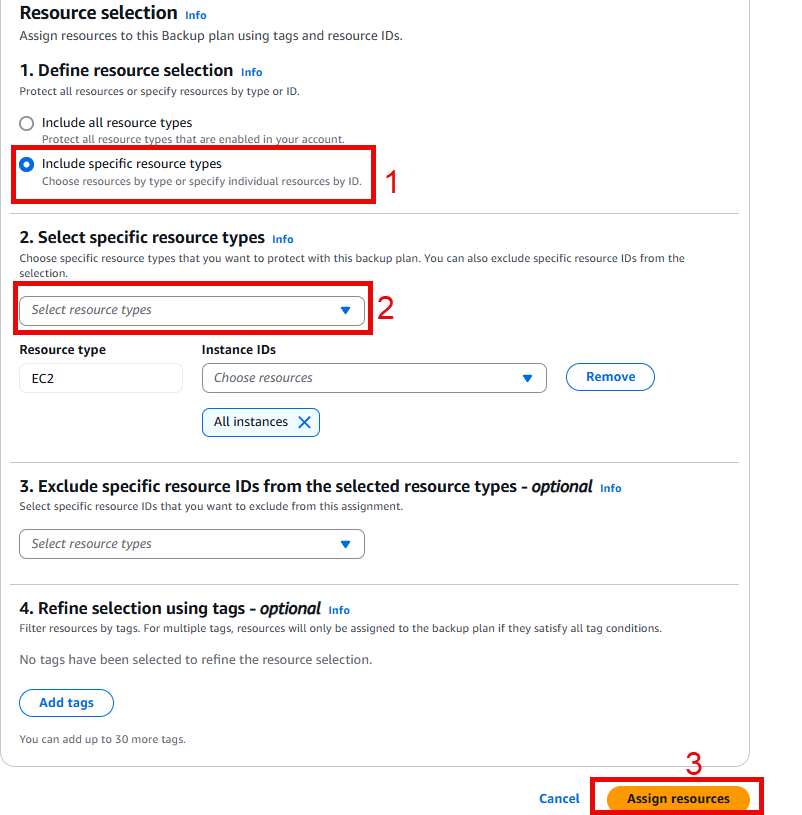 Resource selection Info
Assign resources to this Backup plan using tags and resource IDs.
1. Define resource selection Info
Protect all resources or specify resources by type or ID.
Include all resource types
Protect all resource types that are enabled in your account.
Include specific resource types
Choose resources by type or specify individual resources by ID.
1
2. Select specific resource types Info
Choose specific resource types that you want to protect with this backup plan. You can also exclude specific resource IDs from the
selection.
Select resource types
2
Resource type Instance IDs
EC2 Choose resources Remove
All instances
3. Exclude specific resource IDs from the selected resource types - optional Info
Select specific resource IDs that you want to exclude from this assignment.
Select resource types
4. Refine selection using tags - optional Info
Filter resources by tags. For multiple tags, resources will only be assigned to the backup plan if they satisfy all tag conditions.
No tags have been selected to refine the resource selection.
Add tags
You can add up to 30 more tags.
3
Cancel Assign resources